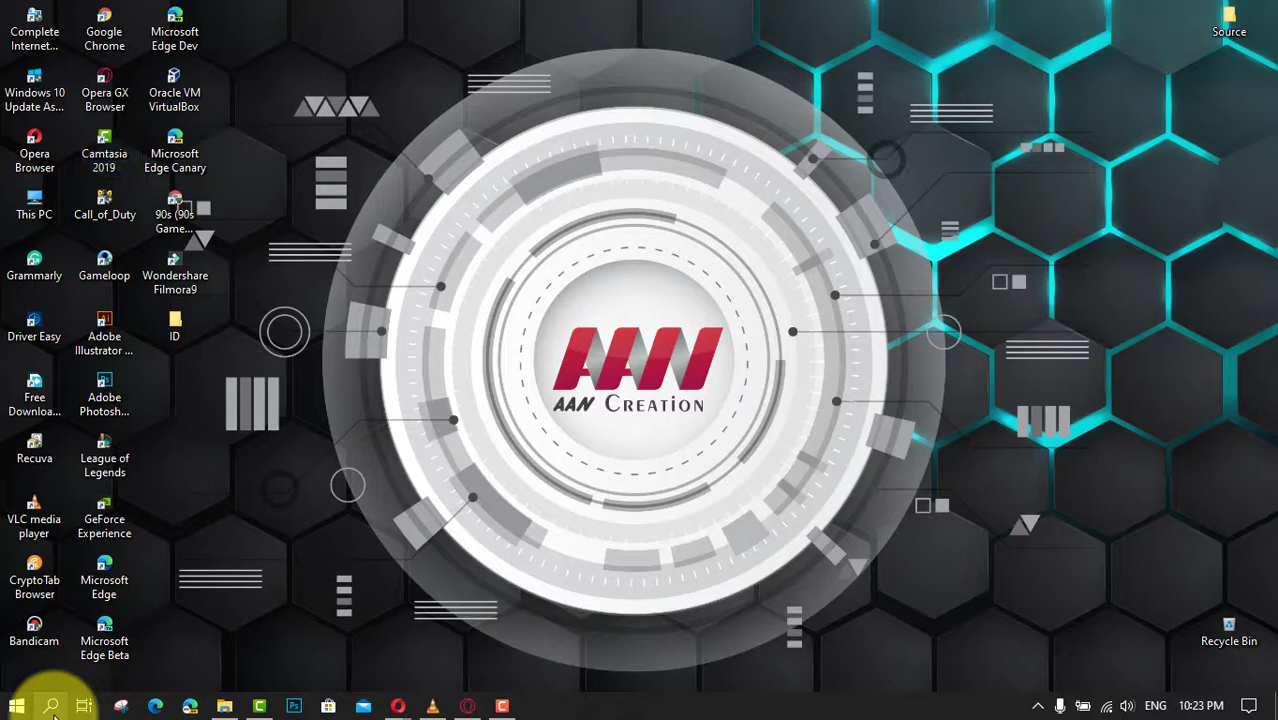 Complete
Internet...
Google
Chrome
Microsoft
Edge Dev
Source
Windows 10
Update As...
Opera GX
Browser
Oracle VM
VirtualBox
Opera
Browser
Camtasia
2019
Microsoft
Edge Canary
This PC
Call_of_Duty
90s (90s
Game...
Grammarly
Gameloop
Wondershare
Filmora9
Driver Easy
Adobe
Illustrator ...
ID
Free
Downloa...
Adobe
Photosh...
AAN
AAN CREATION
Recuva
League of
Legends
VLC media
player
GeForce
Experience
CryptoTab
Browser
Microsoft
Edge
Bandicam
Microsoft
Edge Beta
Recycle Bin
Ps
ENG
10:23 PM